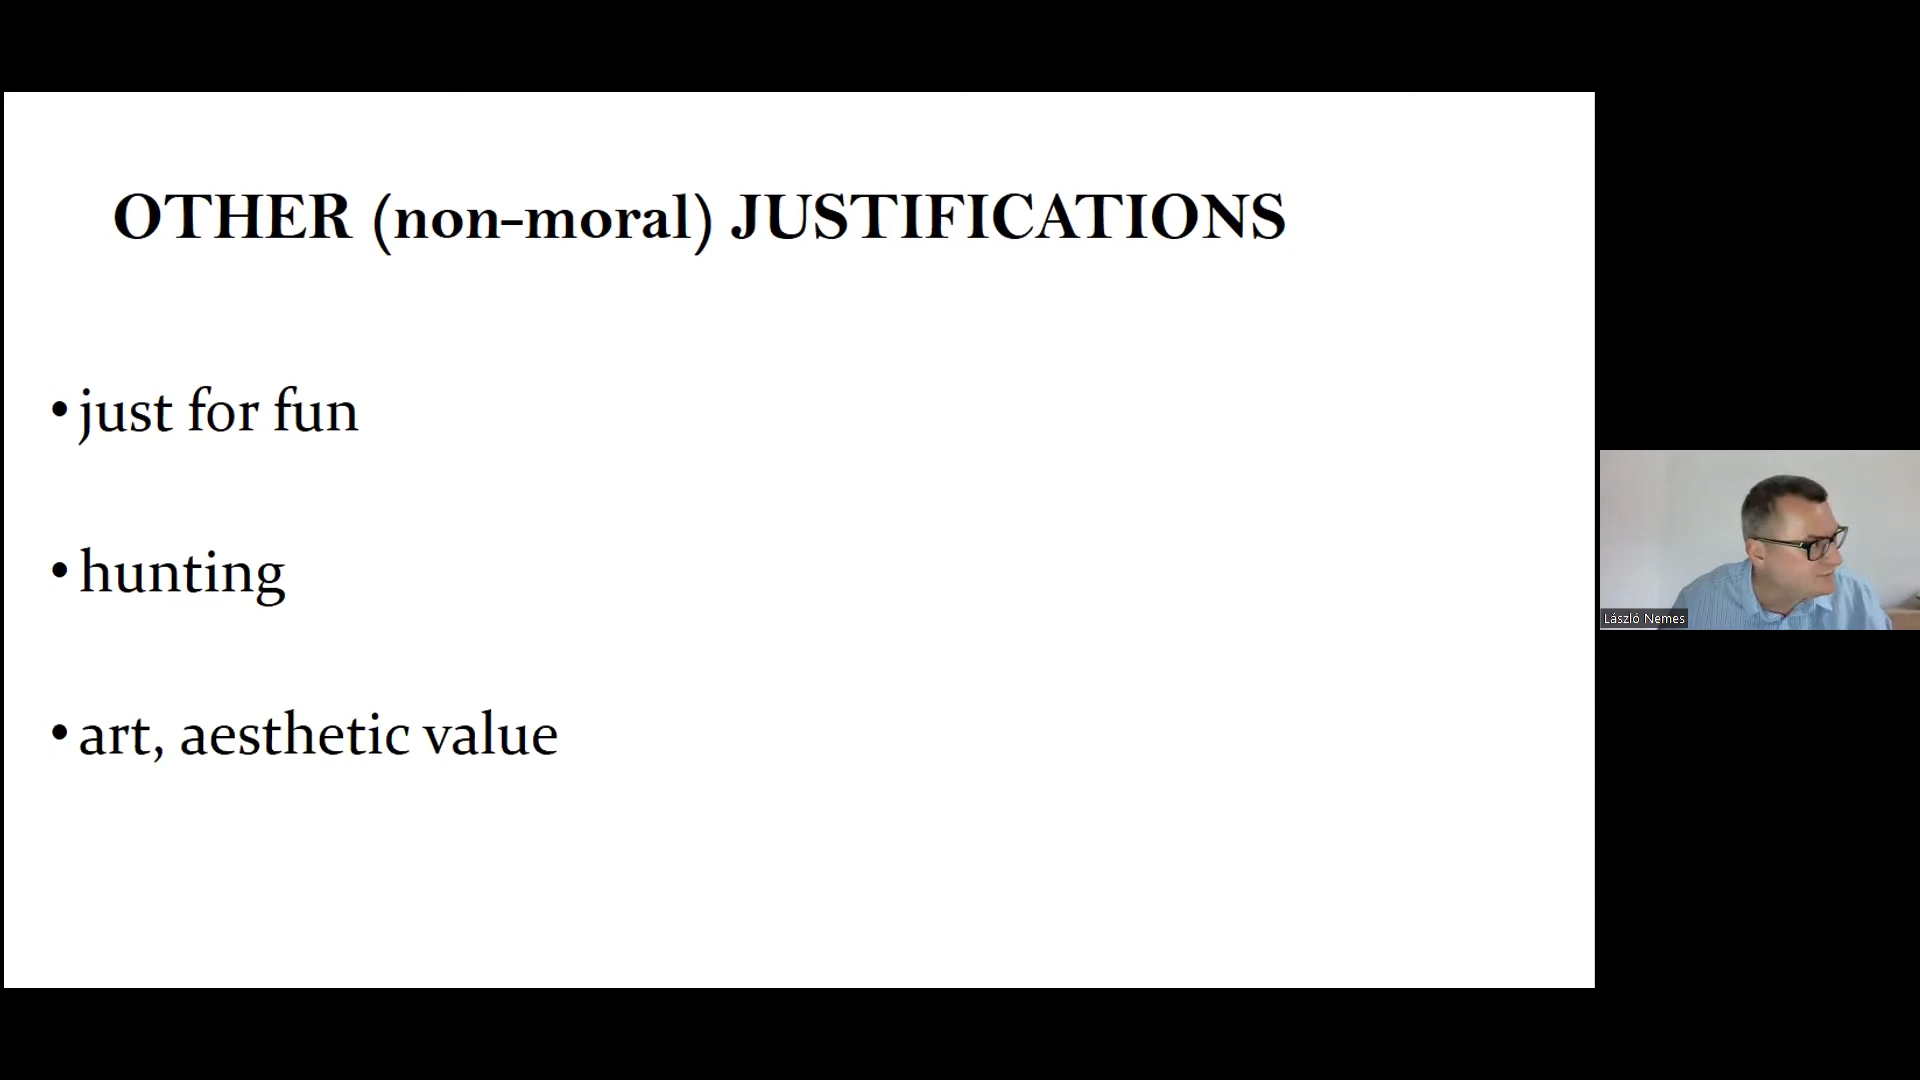 OTHER (non-moral) JUSTIFICATIONS
• just for fun
• hunting
• art, aesthetic value
László Nemes